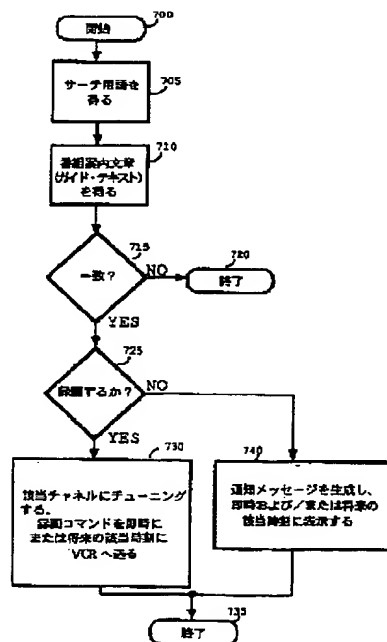 700
開始
サーチ用語を
得る
705
710
番組案内文章
(ガイド・テキスト)
を得る
715
一致?
NO
720
終了
YES
725
録画するか?
NO
YES
730
該当チャネルにチューニング
する。
録画コマンドを即時に
または将来の該当時刻に
VCRへ送る
740
通知メッセージを生成し、
即時および/または将来の
該当時刻に表示する
735
終了